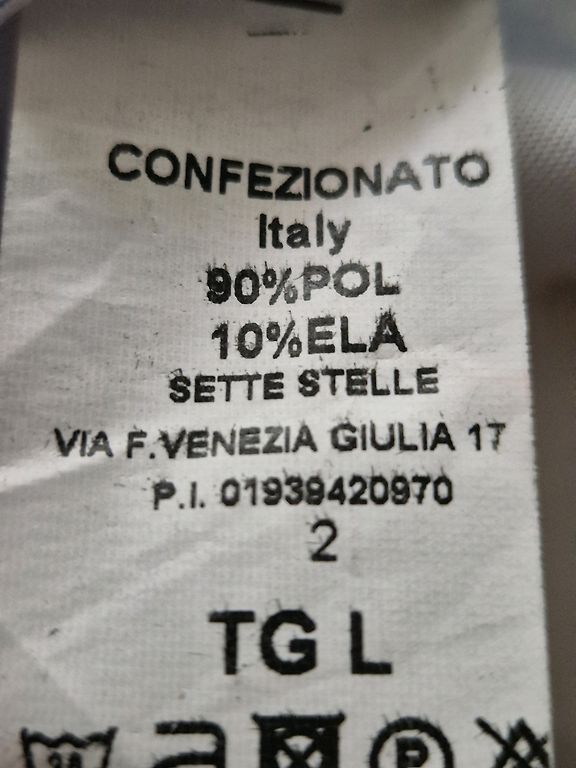 CONFEZIONATO
Italy
90%POL
10%ELA
SETTE STELLE
VIA F.VENEZIA GIULIA 17
P.I. 01939420970
2
TG L
P